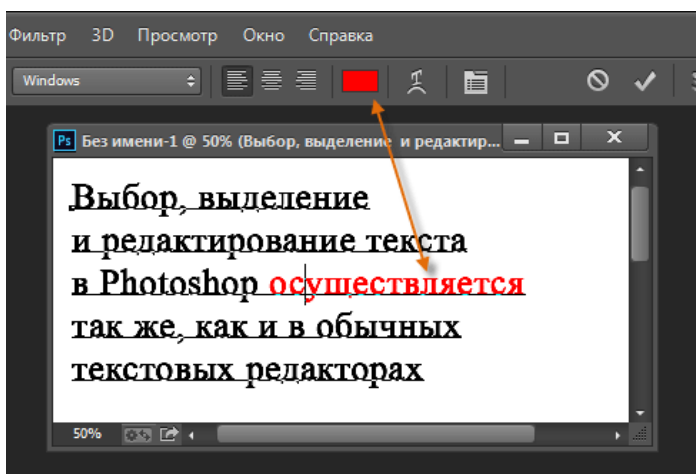 Фильтр 3D Просмотр Окно Справка
Windows
Ps Без имени-1 @ 50% (Выбор, выделение и редактир...
Выбор, выделение
и редактирование текста
в Photoshop осуществляется
так же, как и в обычных
текстовых редакторах
50%